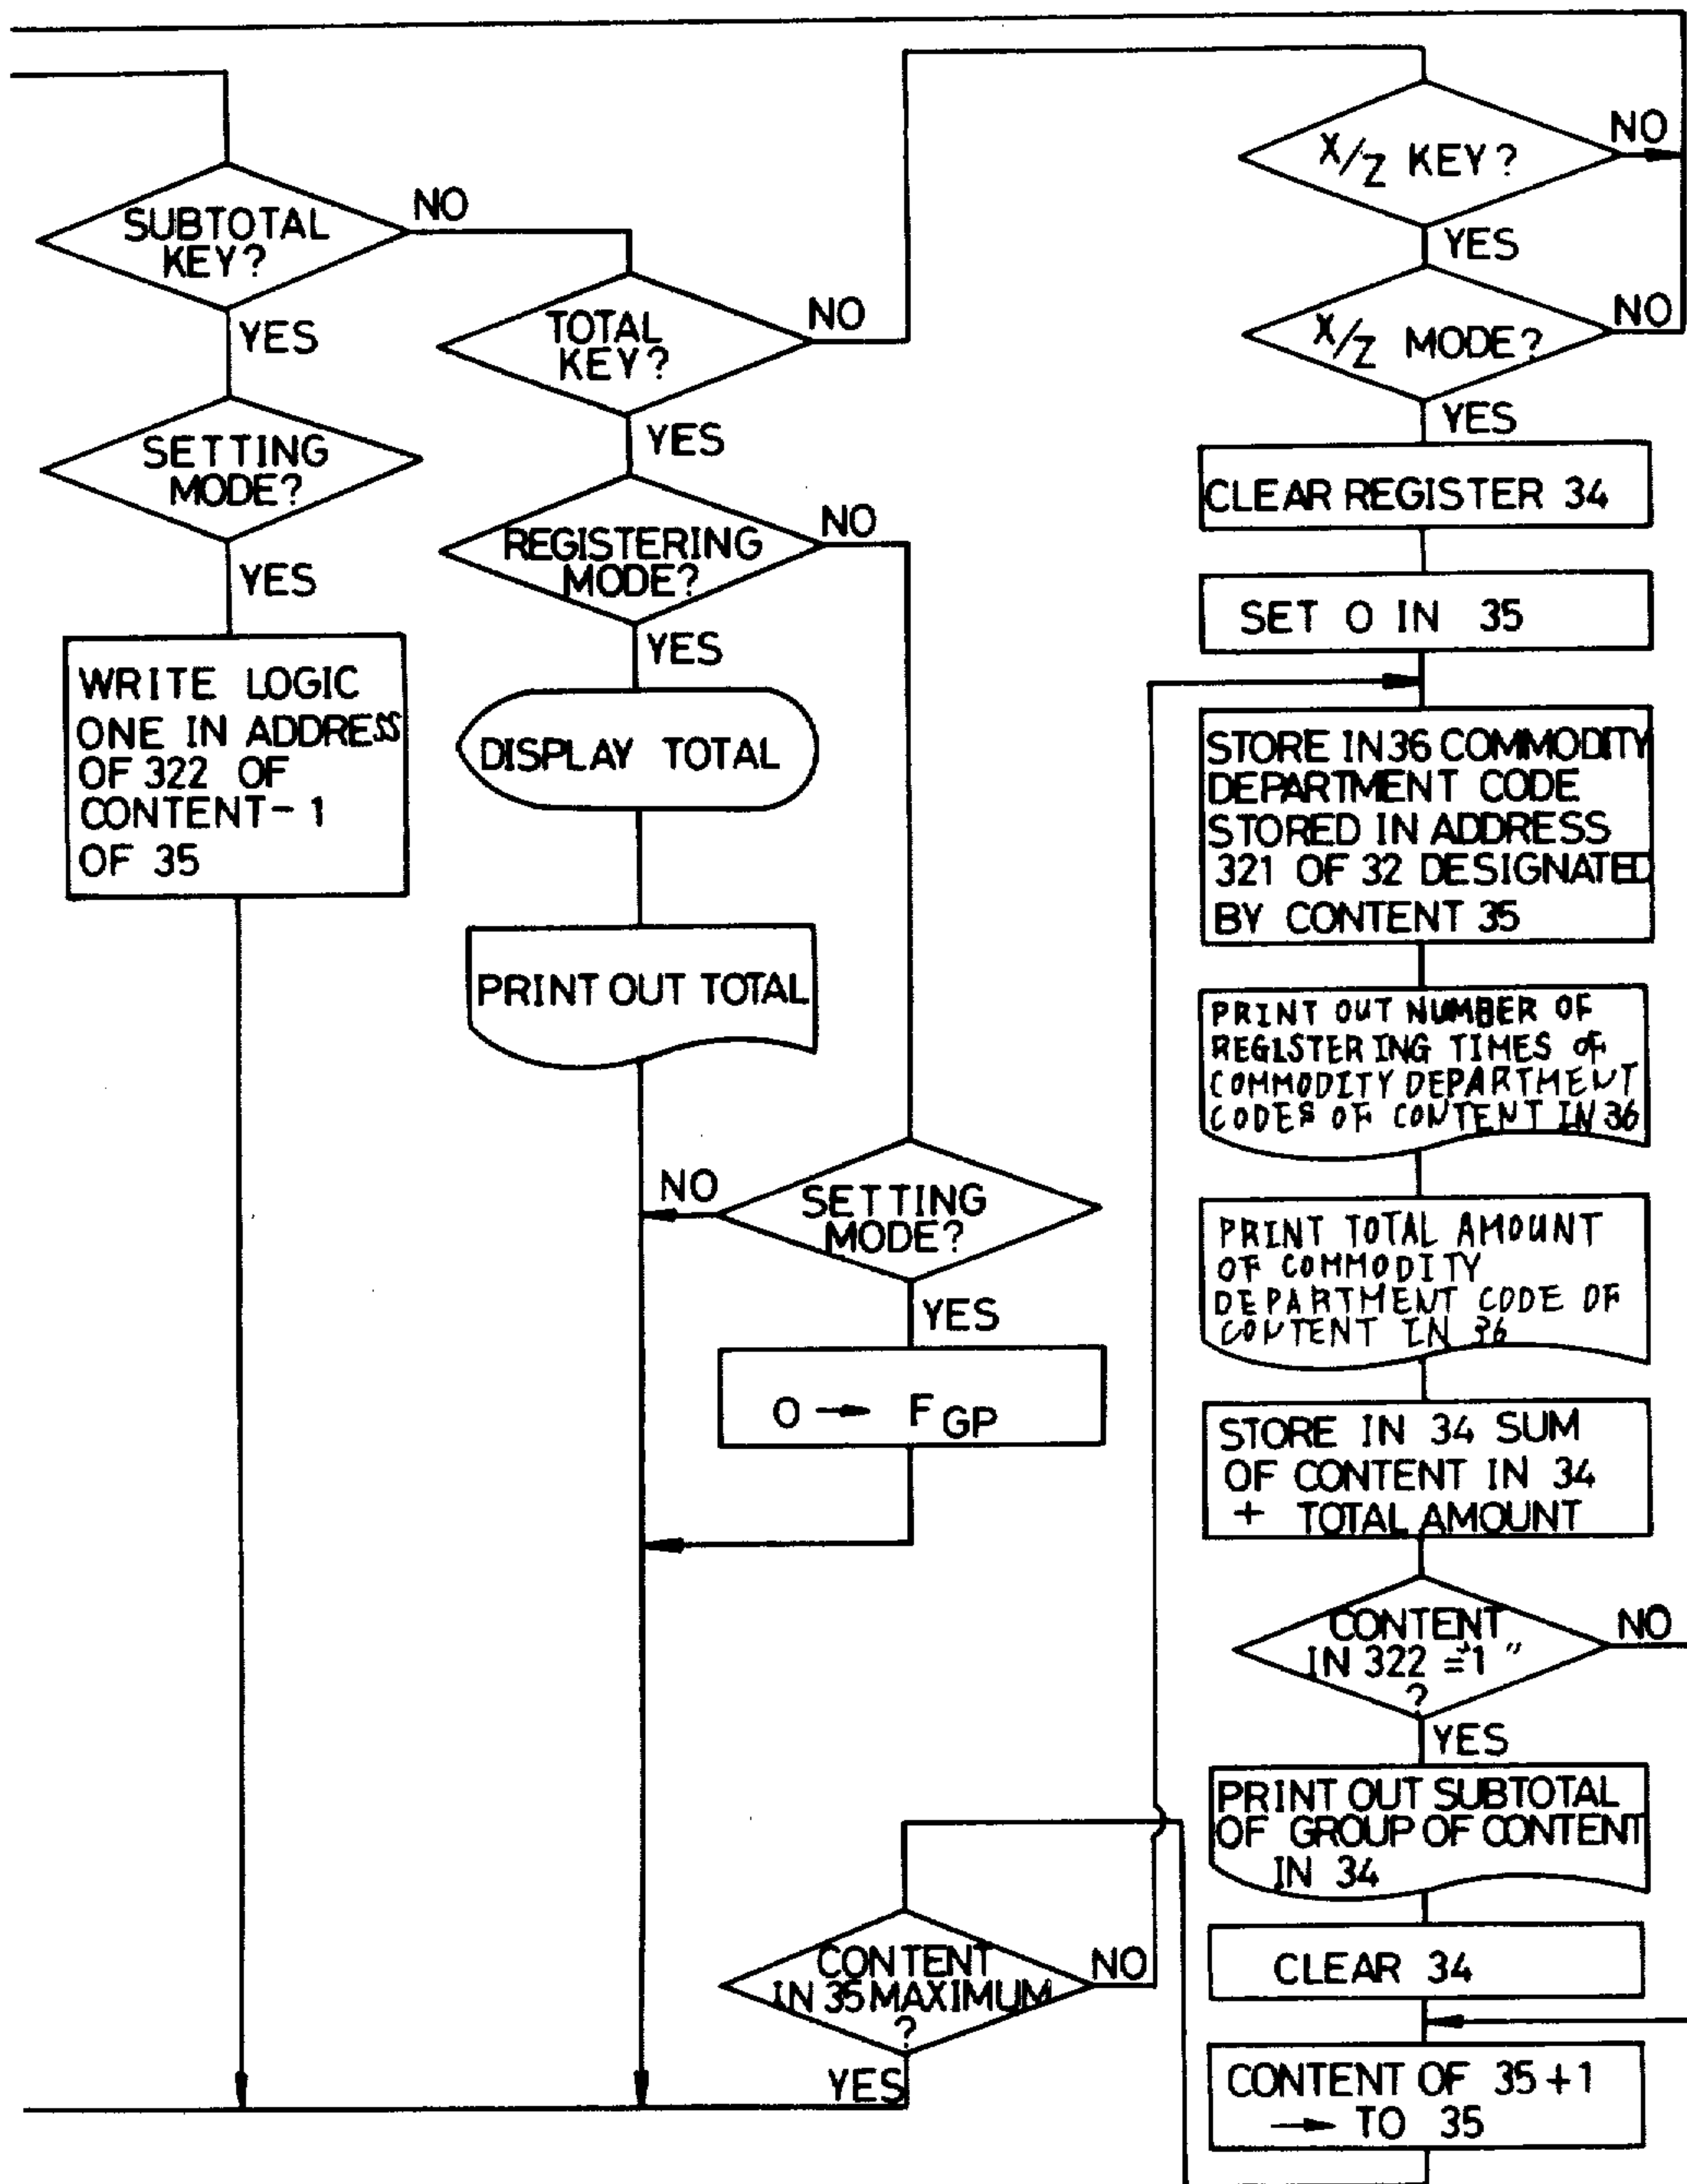 SUBTOTAL
KEY?
NO
YES
SETTING
MODE?
YES
WRITE LOGIC
ONE IN ADDRESS
OF 322 OF
CONTENT-1
OF 35
TOTAL
KEY?
NO
YES
REGISTERING
MODE?
NO
YES
DISPLAY TOTAL
PRINT OUT TOTAL
SETTING
MODE?
NO
YES
O → F GP
X/Z KEY?
NO
YES
X/Z MODE?
NO
YES
CLEAR REGISTER 34
SET O IN 35
STORE IN 36 COMMODITY
DEPARTMENT CODE
STORED IN ADDRESS
321 OF 32 DESIGNATED
BY CONTENT 35
PRINT OUT NUMBER OF
REGISTERING TIMES OF
COMMODITY DEPARTMENT
CODES OF CONTENT IN 36
PRINT TOTAL AMOUNT
OF COMMODITY
DEPARTMENT CODE OF
CONTENT IN 36
STORE IN 34 SUM
OF CONTENT IN 34
+ TOTAL AMOUNT
CONTENT
IN 322 = "1"
?
NO
YES
PRINT OUT SUBTOTAL
OF GROUP OF CONTENT
IN 34
CLEAR 34
CONTENT OF 35+1
→ TO 35
CONTENT
IN 35 MAXIMUM
?
NO
YES